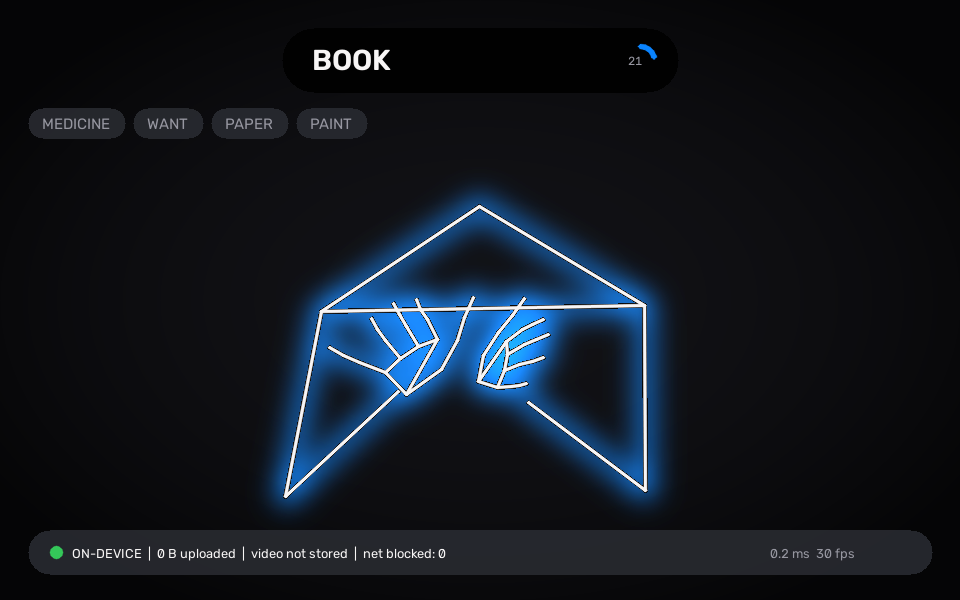 BOOK
21
MEDICINE WANT PAPER PAINT
ON-DEVICE | 0 B uploaded | video not stored | net blocked: 0 0.2 ms 30 fps